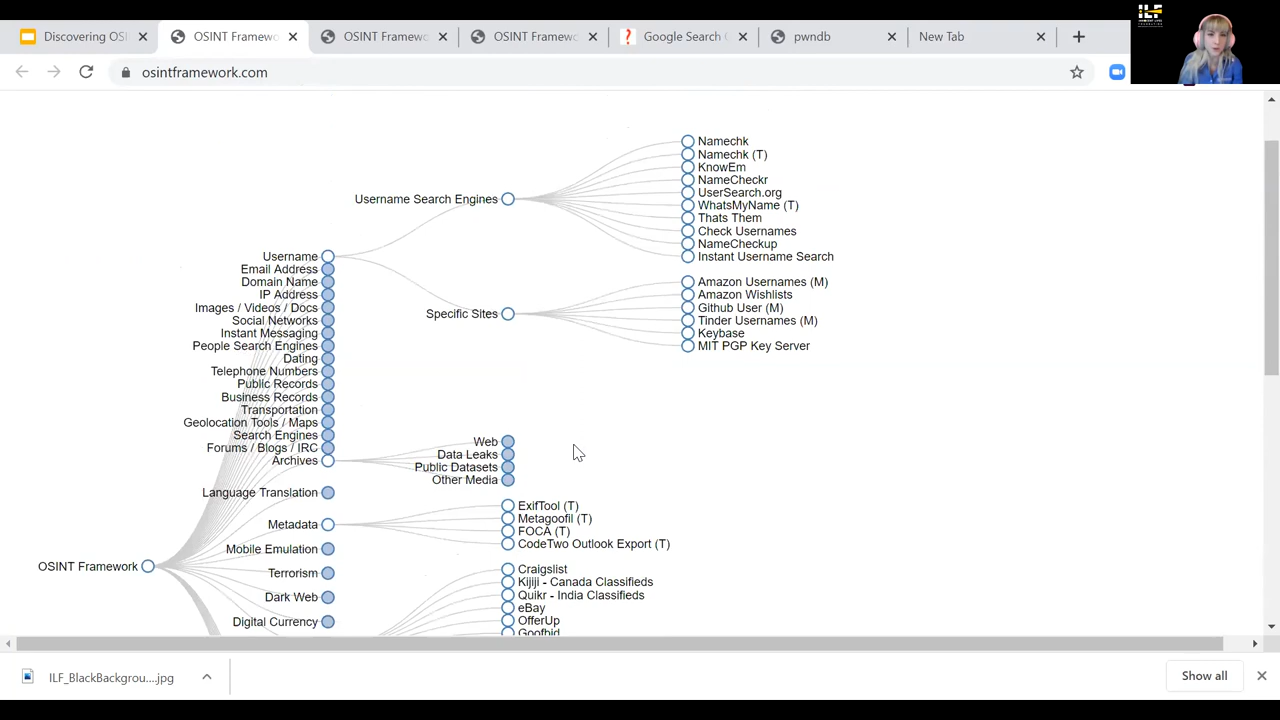 Discovering OSI
OSINT Framewo
OSINT Framewo
OSINT Framewo
Google Search
pwndb
New Tab
ILF
osintframework.com
Namechk
Namechk (T)
KnowEm
NameCheckr
Username Search Engines
UserSearch.org
WhatsMyName (T)
Thats Them
Check Usernames
NameCheckup
Username
Instant Username Search
Email Address
Domain Name
Amazon Usernames (M)
IP Address
Amazon Wishlists
Images / Videos / Docs
Specific Sites
Github User (M)
Social Networks
Tinder Usernames (M)
Instant Messaging
Keybase
People Search Engines
MIT PGP Key Server
Dating
Telephone Numbers
Public Records
Business Records
Transportation
Geolocation Tools / Maps
Search Engines
Web
Forums / Blogs / IRC
Data Leaks
Archives
Public Datasets
Other Media
Language Translation
ExifTool (T)
Metadata
Metagoofil (T)
FOCA (T)
Mobile Emulation
CodeTwo Outlook Export (T)
OSINT Framework
Terrorism
Craigslist
Kijiji - Canada Classifieds
Dark Web
Quikr - India Classifieds
eBay
Digital Currency
OfferUp
Goofbid
ILF_BlackBackgrou....jpg
Show all